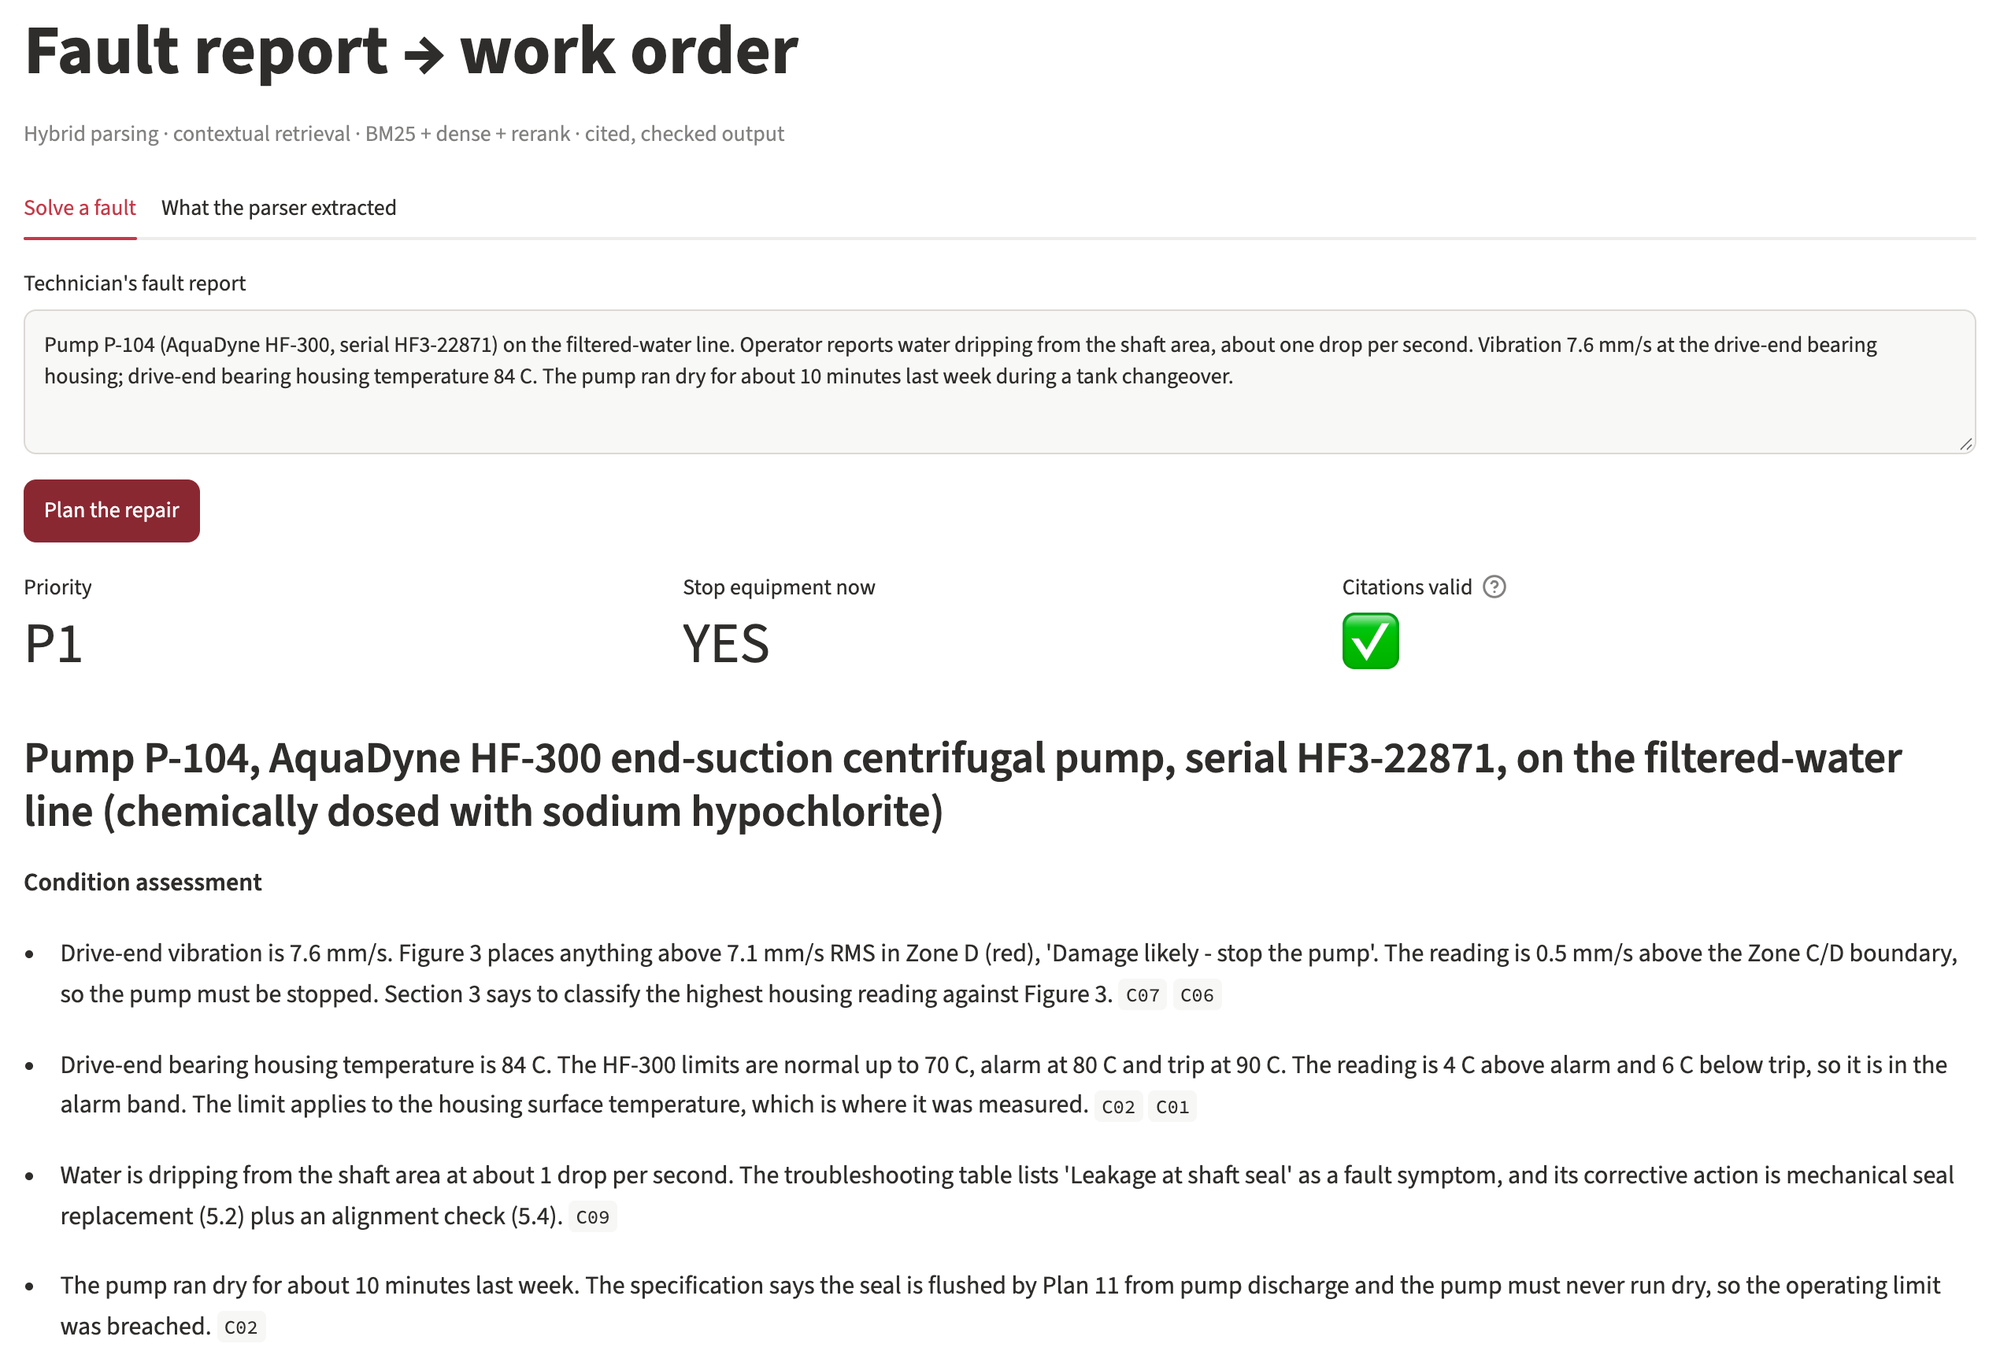 Fault report → work order
Hybrid parsing · contextual retrieval · BM25 + dense + rerank · cited, checked output
Solve a fault What the parser extracted
Technician's fault report
Pump P-104 (AquaDyne HF-300, serial HF3-22871) on the filtered-water line. Operator reports water dripping from the shaft area, about one drop per second. Vibration 7.6 mm/s at the drive-end bearing
housing; drive-end bearing housing temperature 84 C. The pump ran dry for about 10 minutes last week during a tank changeover.
Plan the repair
Priority Stop equipment now Citations valid ?
P1 YES ✅
Pump P-104, AquaDyne HF-300 end-suction centrifugal pump, serial HF3-22871, on the filtered-water
line (chemically dosed with sodium hypochlorite)
Condition assessment
• Drive-end vibration is 7.6 mm/s. Figure 3 places anything above 7.1 mm/s RMS in Zone D (red), 'Damage likely - stop the pump'. The reading is 0.5 mm/s above the Zone C/D boundary,
so the pump must be stopped. Section 3 says to classify the highest housing reading against Figure 3. C07 C06
• Drive-end bearing housing temperature is 84 C. The HF-300 limits are normal up to 70 C, alarm at 80 C and trip at 90 C. The reading is 4 C above alarm and 6 C below trip, so it is in the
alarm band. The limit applies to the housing surface temperature, which is where it was measured. C02 C01
• Water is dripping from the shaft area at about 1 drop per second. The troubleshooting table lists 'Leakage at shaft seal' as a fault symptom, and its corrective action is mechanical seal
replacement (5.2) plus an alignment check (5.4). C09
• The pump ran dry for about 10 minutes last week. The specification says the seal is flushed by Plan 11 from pump discharge and the pump must never run dry, so the operating limit
was breached. C02